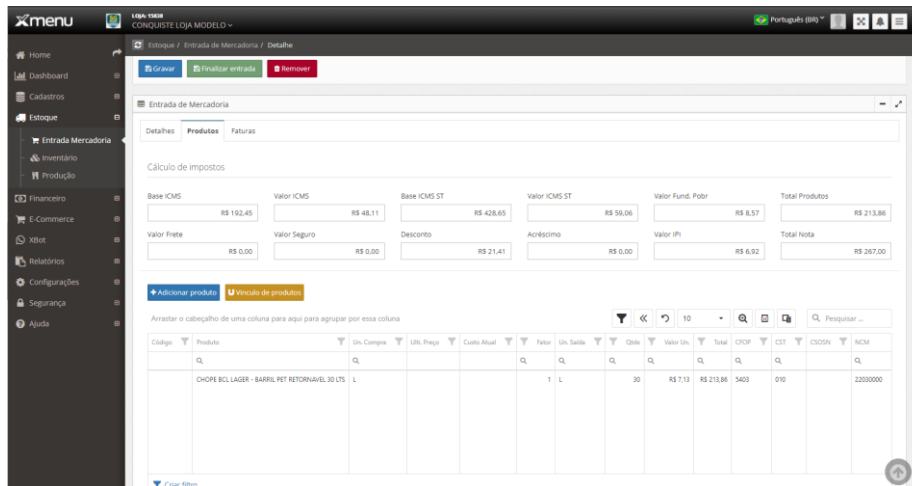 Xmenu
LOJA: 15838
CONQUISTE LOJA MODELO
Português (BR)
Estoque / Entrada de Mercadoria / Detalhe
Home
Dashboard
Cadastros
Estoque
Entrada Mercadoria
Inventário
Produção
Financeiro
E-Commerce
XBot
Relatórios
Configurações
Segurança
Ajuda
Gravar Finalizar entrada Remover
Entrada de Mercadoria
Detalhes Produtos Faturas
Cálculo de impostos
Base ICMS Valor ICMS Base ICMS ST Valor ICMS ST Valor Fund. Pobr Total Produtos
R$ 192,45 R$ 48,11 R$ 428,65 R$ 59,06 R$ 8,57 R$ 213,86
Valor Frete Valor Seguro Desconto Acréscimo Valor IPI Total Nota
R$ 0,00 R$ 0,00 R$ 21,41 R$ 0,00 R$ 6,92 R$ 267,00
+ Adicionar produto Vínculo de produtos
Arrastar o cabeçalho de uma coluna para aqui para agrupar por essa coluna
10 Pesquisar ...
Código Produto Un. Compra Ult. Preço Custo Atual Fator Un. Saída Qtde Valor Un. Total CFOP CST CSOSN NCM
CHOPE BCL LAGER - BARRIL PET RETORNAVEL 30 LTS L 1 L 30 R$ 7,13 R$ 213,86 5403 010 22030000
Criar filtro